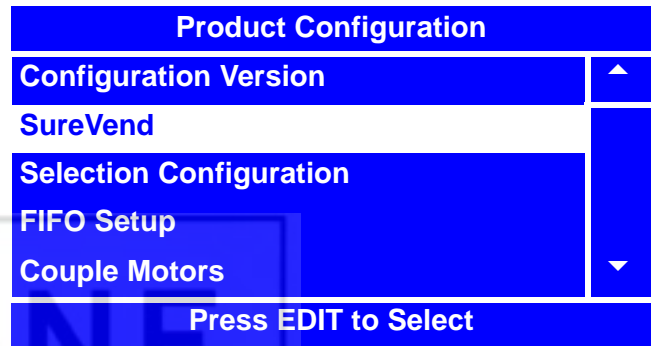 Product Configuration
Configuration Version
SureVend
Selection Configuration
FIFO Setup
Couple Motors
Press EDIT to Select